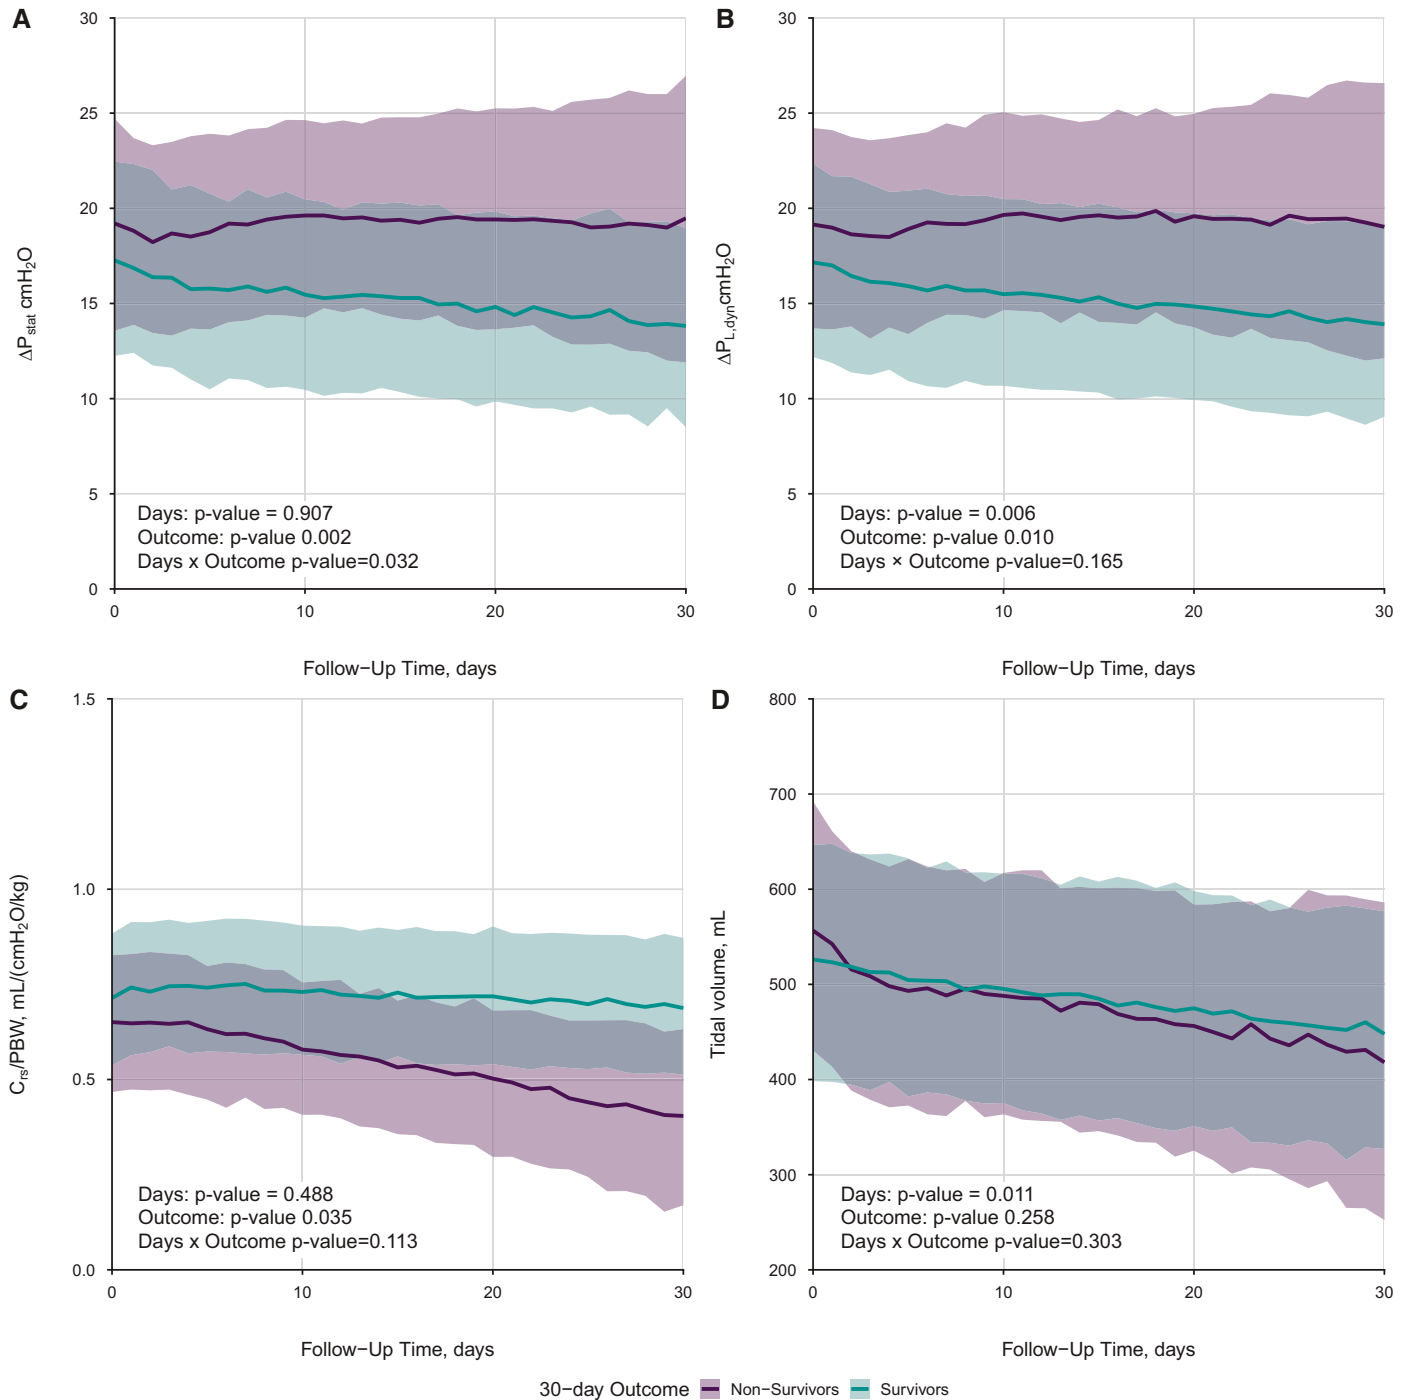 A
30
25
20
15
10
5
0
ΔPstat cmH2O
Days: p-value = 0.907
Outcome: p-value 0.002
Days x Outcome p-value=0.032
0 10 20 30
Follow−Up Time, days
B
30
25
20
15
10
5
0
ΔPL,dyncmH2O
Days: p-value = 0.006
Outcome: p-value 0.010
Days × Outcome p-value=0.165
0 10 20 30
Follow−Up Time, days
C
1.5
1.0
0.5
0.0
Crs/PBW, mL/(cmH2O/kg)
Days: p-value = 0.488
Outcome: p-value 0.035
Days x Outcome p-value=0.113
0 10 20 30
Follow−Up Time, days
D
800
700
600
500
400
300
200
Tidal volume, mL
Days: p-value = 0.011
Outcome: p-value 0.258
Days x Outcome p-value=0.303
0 10 20 30
Follow−Up Time, days
30−day Outcome Non−Survivors Survivors